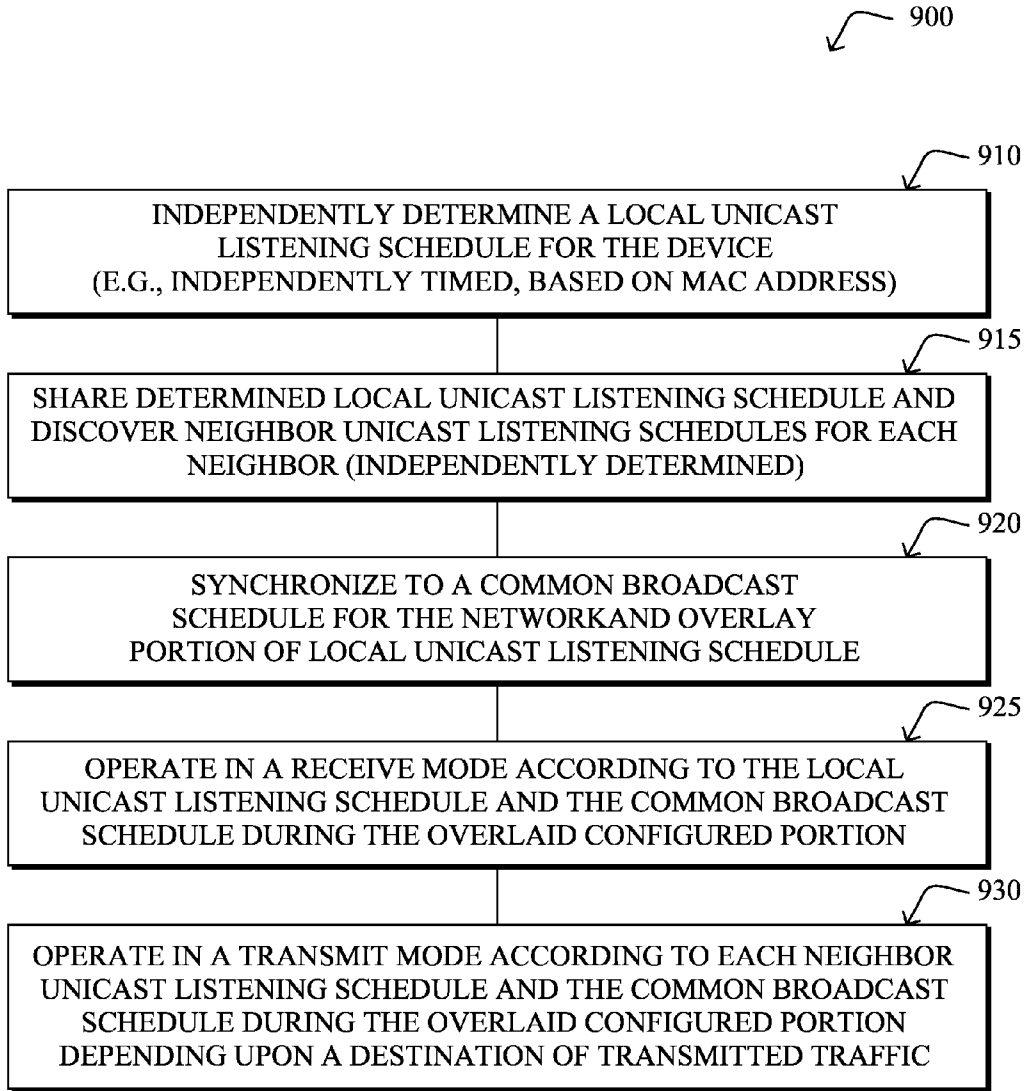 900
910
INDEPENDENTLY DETERMINE A LOCAL UNICAST
LISTENING SCHEDULE FOR THE DEVICE
(E.G., INDEPENDENTLY TIMED, BASED ON MAC ADDRESS)
915
SHARE DETERMINED LOCAL UNICAST LISTENING SCHEDULE AND
DISCOVER NEIGHBOR UNICAST LISTENING SCHEDULES FOR EACH
NEIGHBOR (INDEPENDENTLY DETERMINED)
920
SYNCHRONIZE TO A COMMON BROADCAST
SCHEDULE FOR THE NETWORKAND OVERLAY
PORTION OF LOCAL UNICAST LISTENING SCHEDULE
925
OPERATE IN A RECEIVE MODE ACCORDING TO THE LOCAL
UNICAST LISTENING SCHEDULE AND THE COMMON BROADCAST
SCHEDULE DURING THE OVERLAID CONFIGURED PORTION
930
OPERATE IN A TRANSMIT MODE ACCORDING TO EACH NEIGHBOR
UNICAST LISTENING SCHEDULE AND THE COMMON BROADCAST
SCHEDULE DURING THE OVERLAID CONFIGURED PORTION
DEPENDING UPON A DESTINATION OF TRANSMITTED TRAFFIC